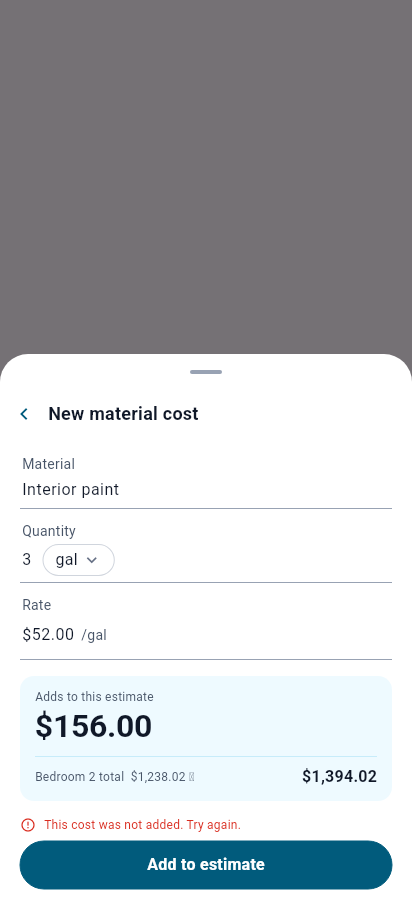 New material cost
Material
Interior paint
Quantity
3 gal
Rate
$52.00 /gal
Adds to this estimate
$156.00
Bedroom 2 total $1,238.02
$1,394.02
This cost was not added. Try again.
Add to estimate